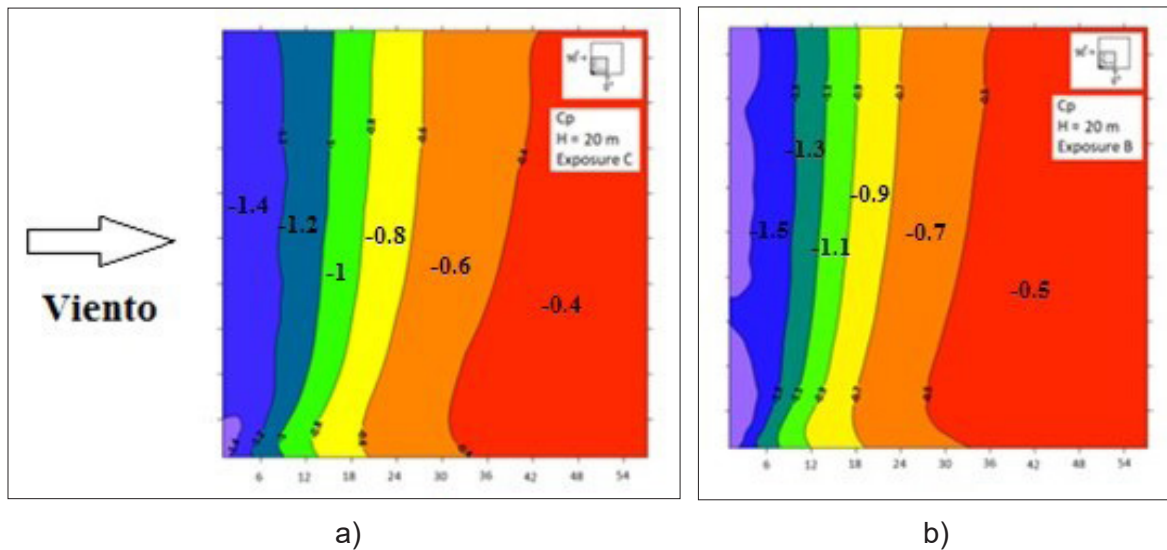 Viento
-1.4
-1.2
-1
-0.8
-0.6
-0.4
Cp
H = 20 m
Exposure C
6 12 18 24 30 36 42 48 54
a)
-1.5
-1.3
-1.1
-0.9
-0.7
-0.5
Cp
H = 20 m
Exposure B
6 12 18 24 30 36 42 48 54
b)